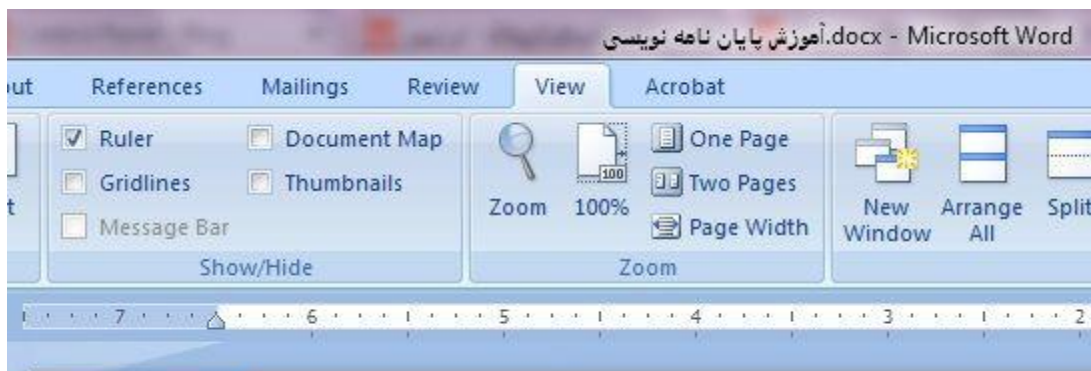 آموزش پایان نامه نویسی.docx - Microsoft Word
out References Mailings Review View Acrobat
Ruler Document Map One Page
Gridlines Thumbnails Two Pages
t Message Bar Zoom 100% 100 Page Width New Window Arrange All Split
Show/Hide Zoom
7 6 5 4 3 2